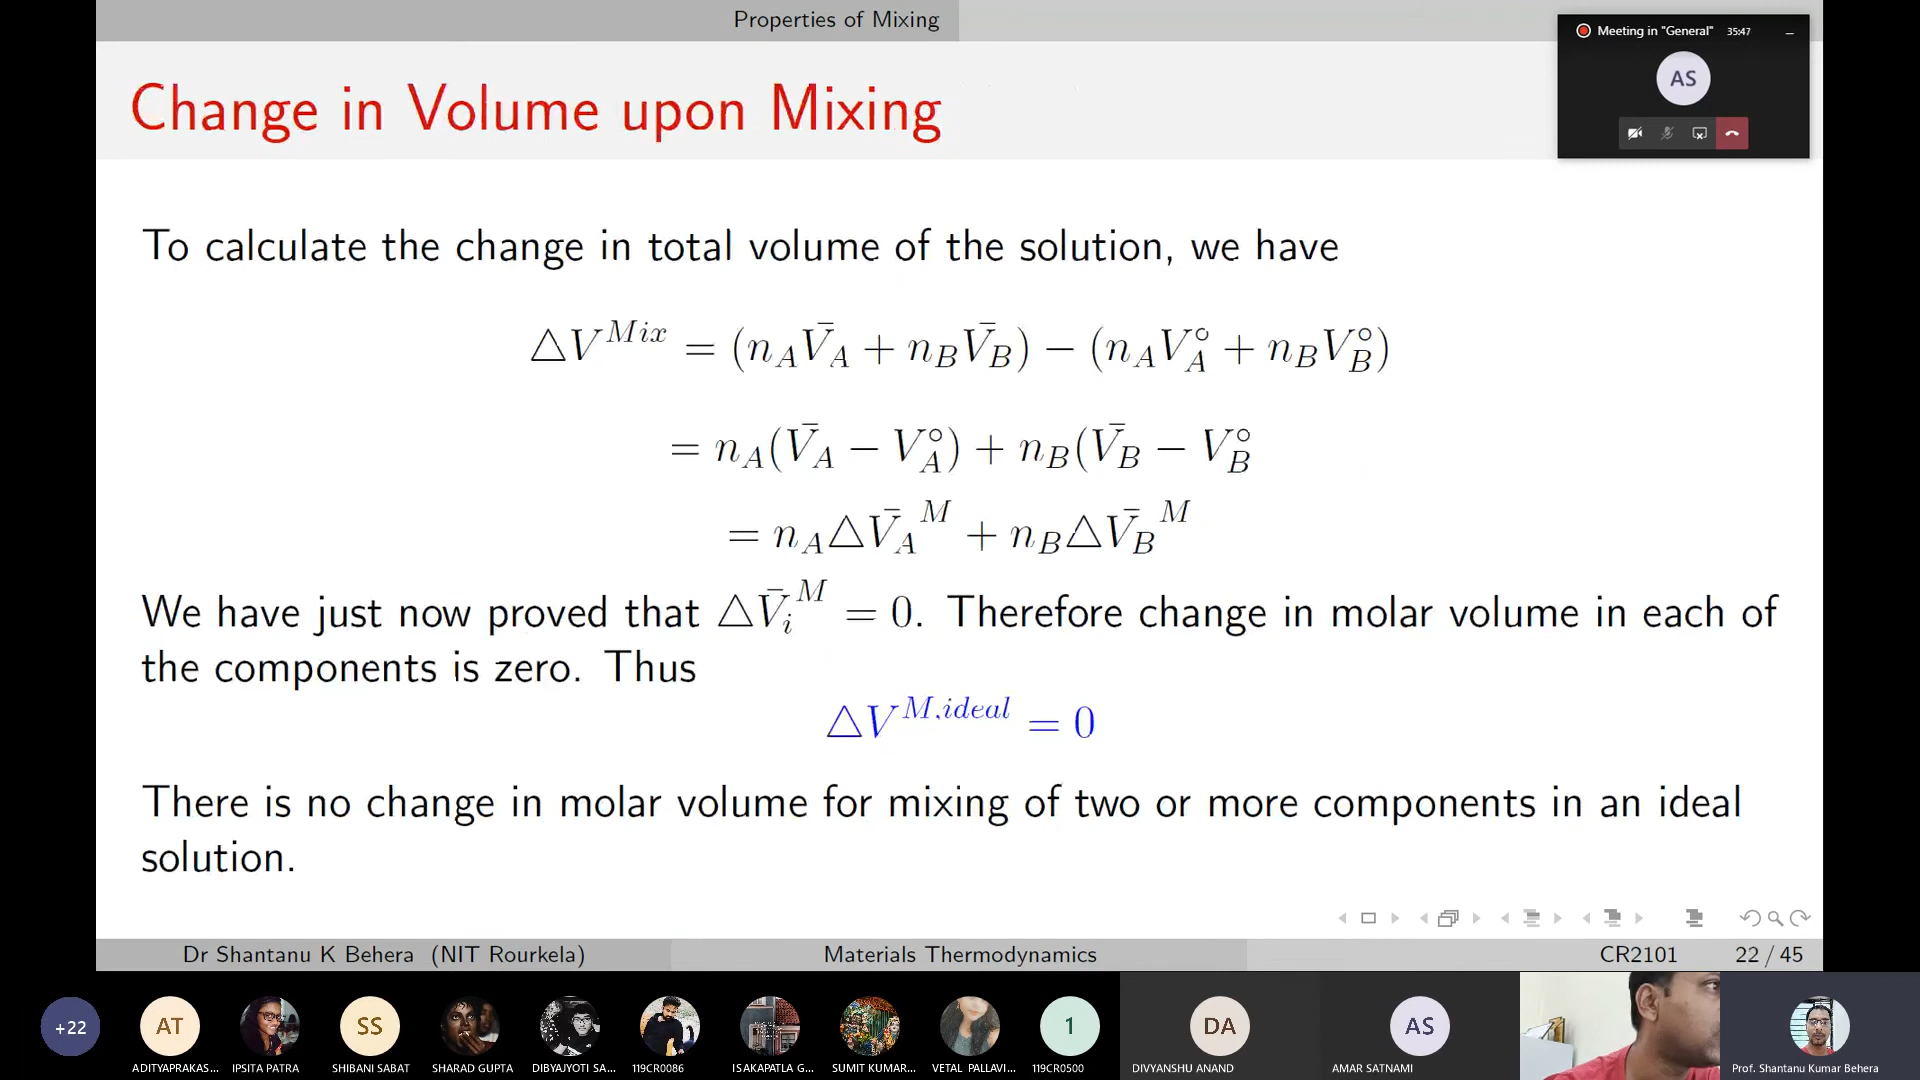 Properties of Mixing
Meeting in "General" 35:47
AS
Change in Volume upon Mixing
To calculate the change in total volume of the solution, we have
△V^{Mix} = (n_A V̄_A + n_B V̄_B) − (n_A V°_A + n_B V°_B)
= n_A(V̄_A − V°_A) + n_B(V̄_B − V°_B
= n_A△V̄_A^M + n_B△V̄_B^M
We have just now proved that △V̄_i^M = 0. Therefore change in molar volume in each of
the components is zero. Thus
△V^{M,ideal} = 0
There is no change in molar volume for mixing of two or more components in an ideal
solution.
Dr Shantanu K Behera (NIT Rourkela) Materials Thermodynamics CR2101 22 / 45
+22 AT SS 1 DA AS
ADITYAPRAKAS... IPSITA PATRA SHIBANI SABAT SHARAD GUPTA DIBYAJYOTI SA... 119CR0086 ISAKAPATLA G... SUMIT KUMAR... VETAL PALLAVI... 119CR0500 DIVYANSHU ANAND AMAR SATNAMI Prof. Shantanu Kumar Behera